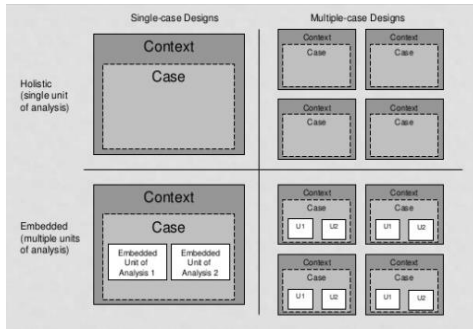 Single-case Designs
Multiple-case Designs
Holistic
(single unit
of analysis)
Context
Case
Context
Case
Context
Case
Context
Case
Context
Case
Embedded
(multiple units
of analysis)
Context
Case
Embedded
Unit of
Analysis 1
Embedded
Unit of
Analysis 2
Context
Case
U1
U2
Context
Case
U1
U2
Context
Case
U1
U2
Context
Case
U1
U2